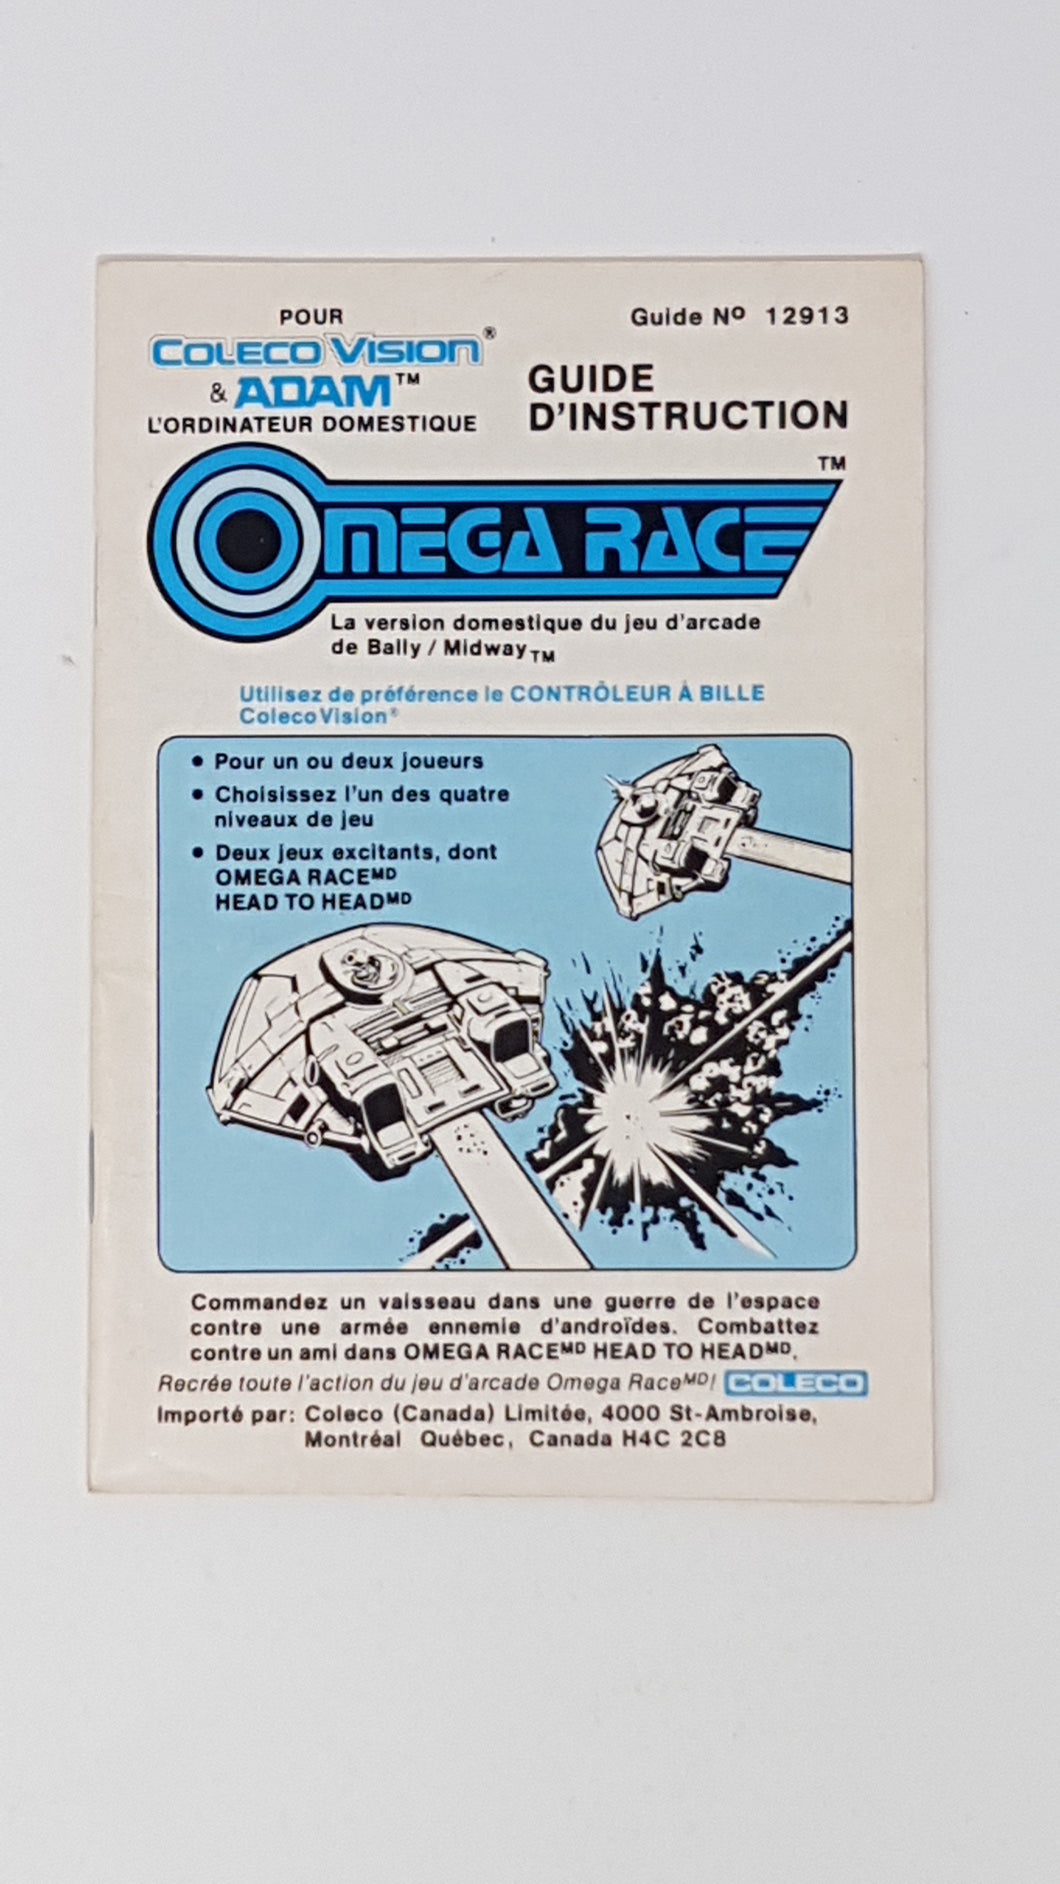 POUR
COLECOVISION®
& ADAM™
L'ORDINATEUR DOMESTIQUE
Guide Nº 12913
GUIDE
D'INSTRUCTION
OMEGA RACE™
La version domestique du jeu d'arcade
de Bally / Midway™
Utilisez de préférence le CONTRÔLEUR À BILLE
ColecoVision®
• Pour un ou deux joueurs
• Choisissez l'un des quatre
niveaux de jeu
• Deux jeux excitants, dont
OMEGA RACEᴹᴰ
HEAD TO HEADᴹᴰ
Commandez un vaisseau dans une guerre de l'espace
contre une armée ennemie d'androïdes. Combattez
contre un ami dans OMEGA RACEᴹᴰ HEAD TO HEADᴹᴰ.
Recrée toute l'action du jeu d'arcade Omega Raceᴹᴰ! COLECO
Importé par: Coleco (Canada) Limitée, 4000 St-Ambroise,
Montréal Québec, Canada H4C 2C8